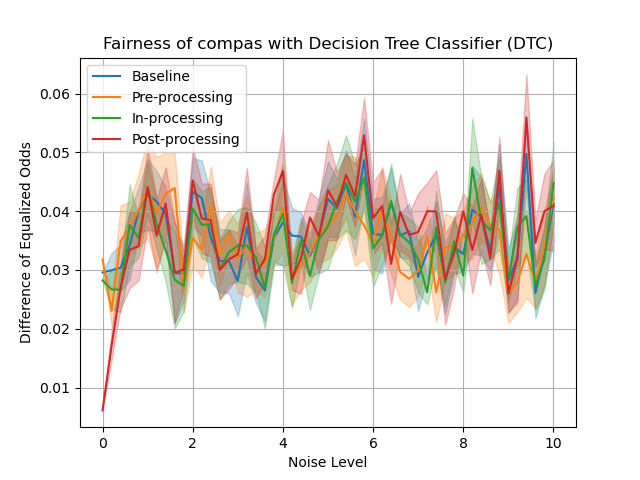 Fairness of compas with Decision Tree Classifier (DTC)
Baseline
Pre-processing
In-processing
Post-processing
Difference of Equalized Odds
0.06
0.05
0.04
0.03
0.02
0.01
0 2 4 6 8 10
Noise Level